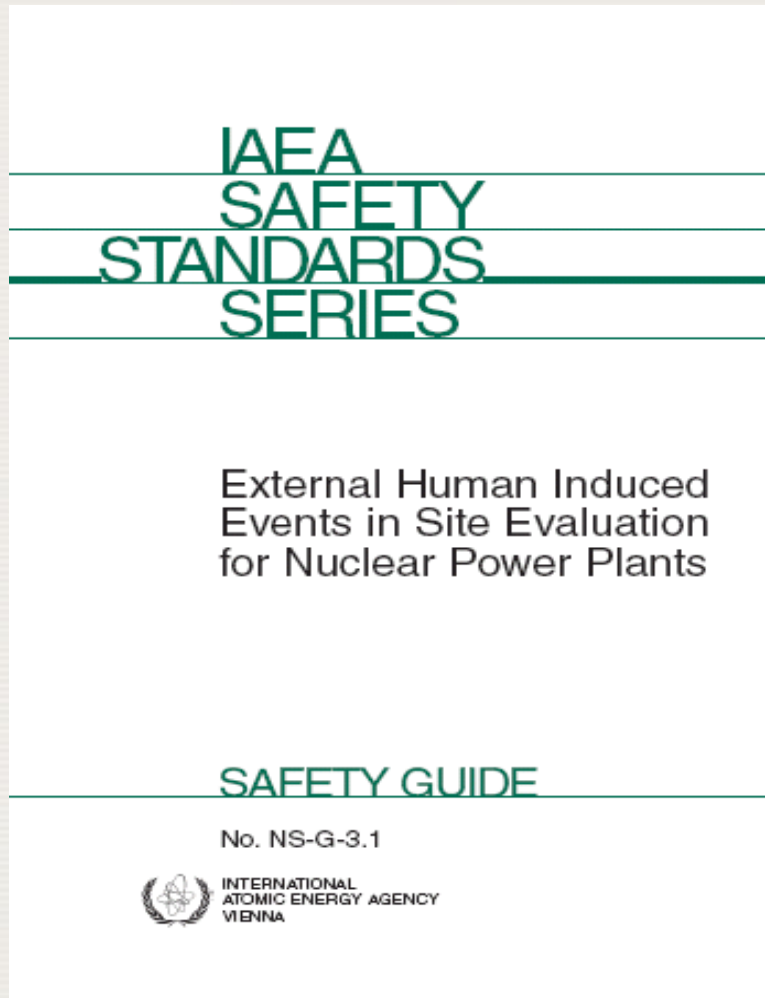 IAEA
SAFETY
STANDARDS
SERIES
External Human Induced
Events in Site Evaluation
for Nuclear Power Plants
SAFETY GUIDE
No. NS-G-3.1
INTERNATIONAL
ATOMIC ENERGY AGENCY
VIENNA